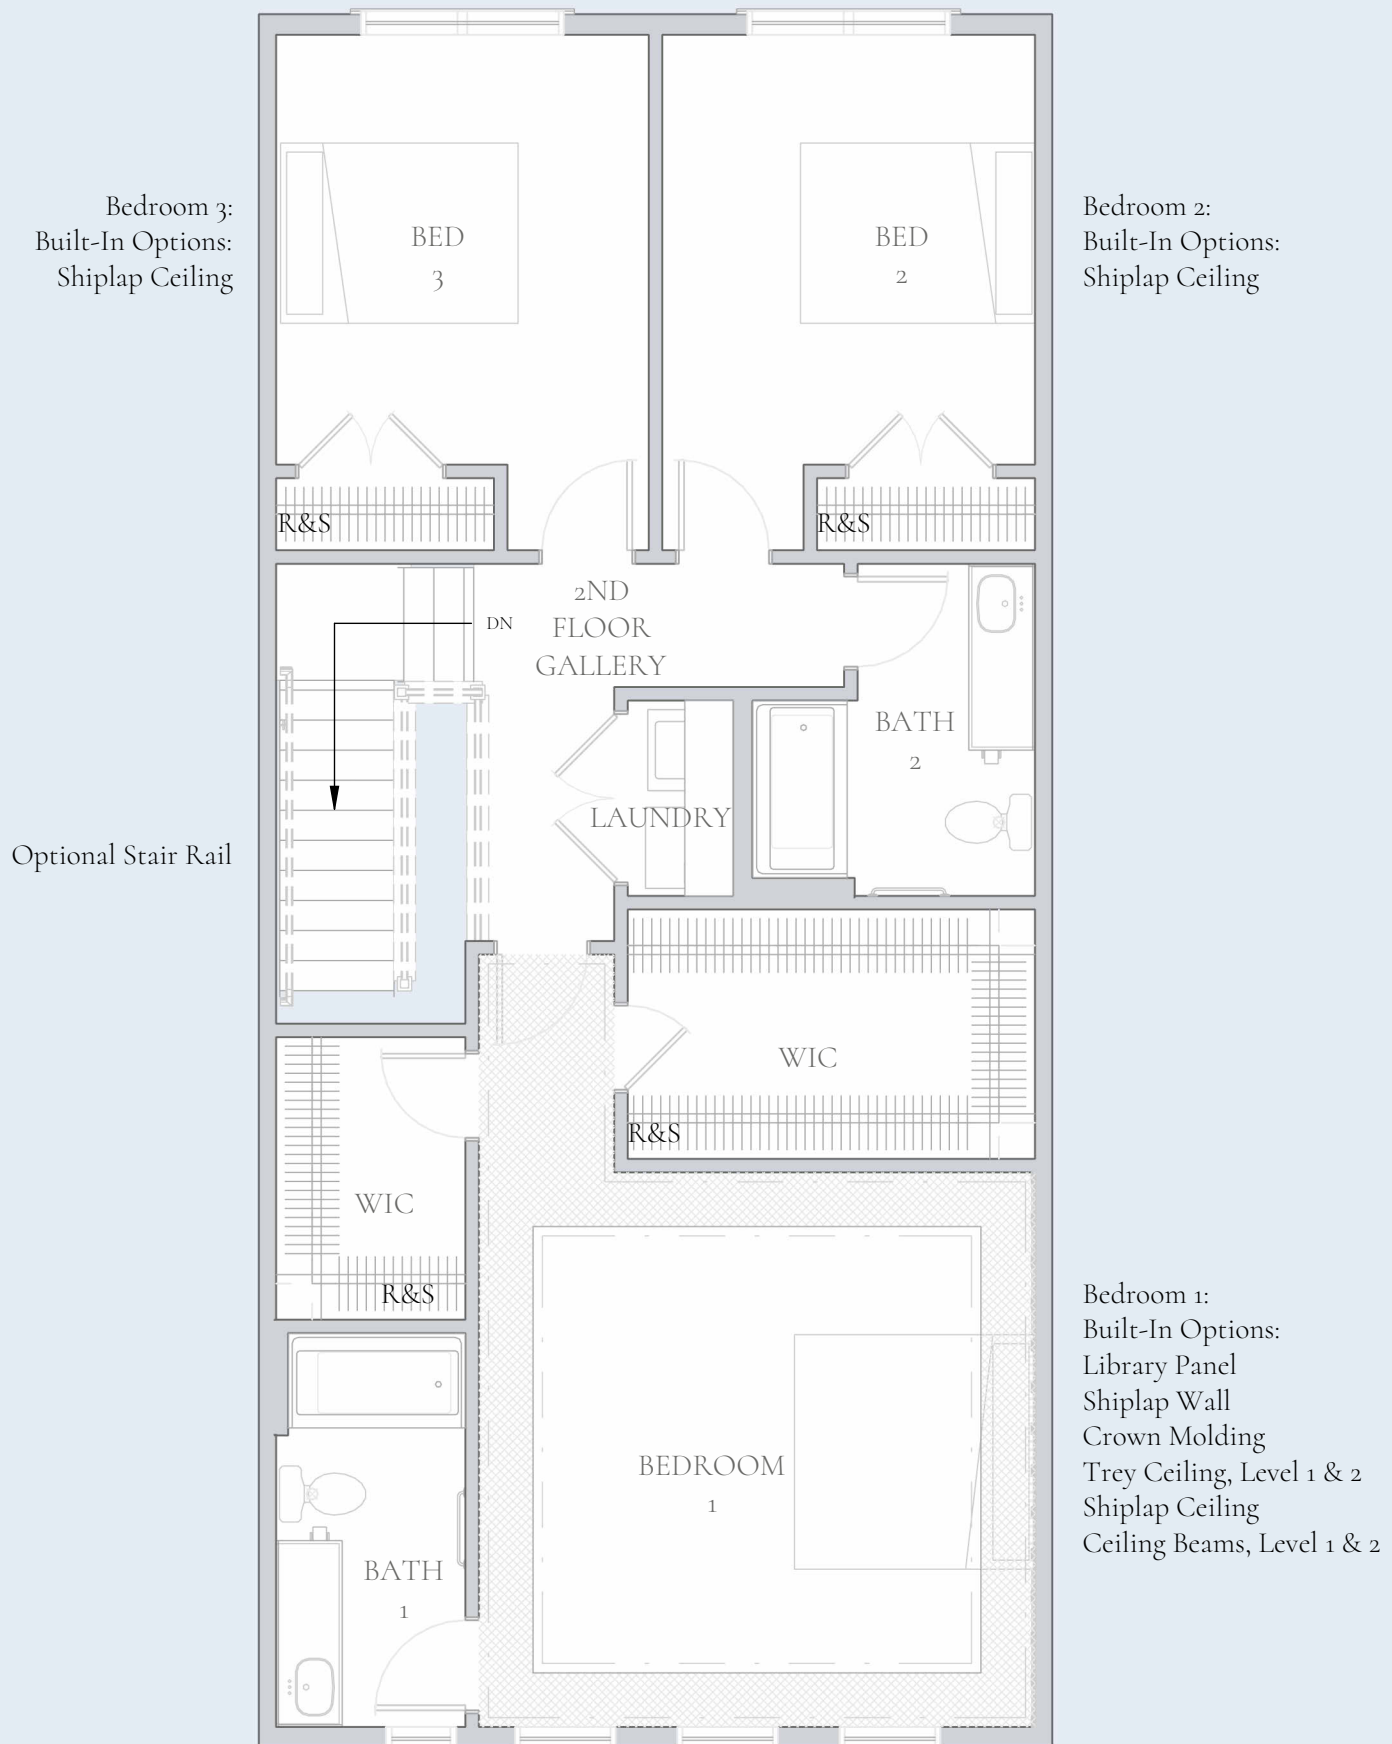 Bedroom 3:
Built-In Options:
Shiplap Ceiling
BED
3
BED
2
Bedroom 2:
Built-In Options:
Shiplap Ceiling
R&S
R&S
2ND
FLOOR
GALLERY
DN
BATH
2
LAUNDRY
Optional Stair Rail
WIC
R&S
WIC
R&S
Bedroom 1:
Built-In Options:
Library Panel
Shiplap Wall
Crown Molding
Trey Ceiling, Level 1 & 2
Shiplap Ceiling
Ceiling Beams, Level 1 & 2
BEDROOM
1
BATH
1